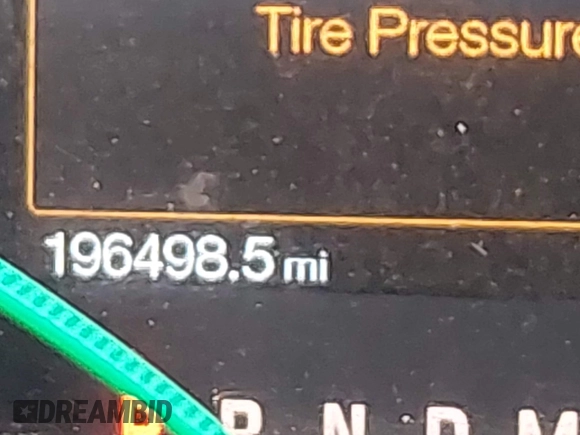 Tire Pressure
196498.5 mi
P R N D M
DREAMBID